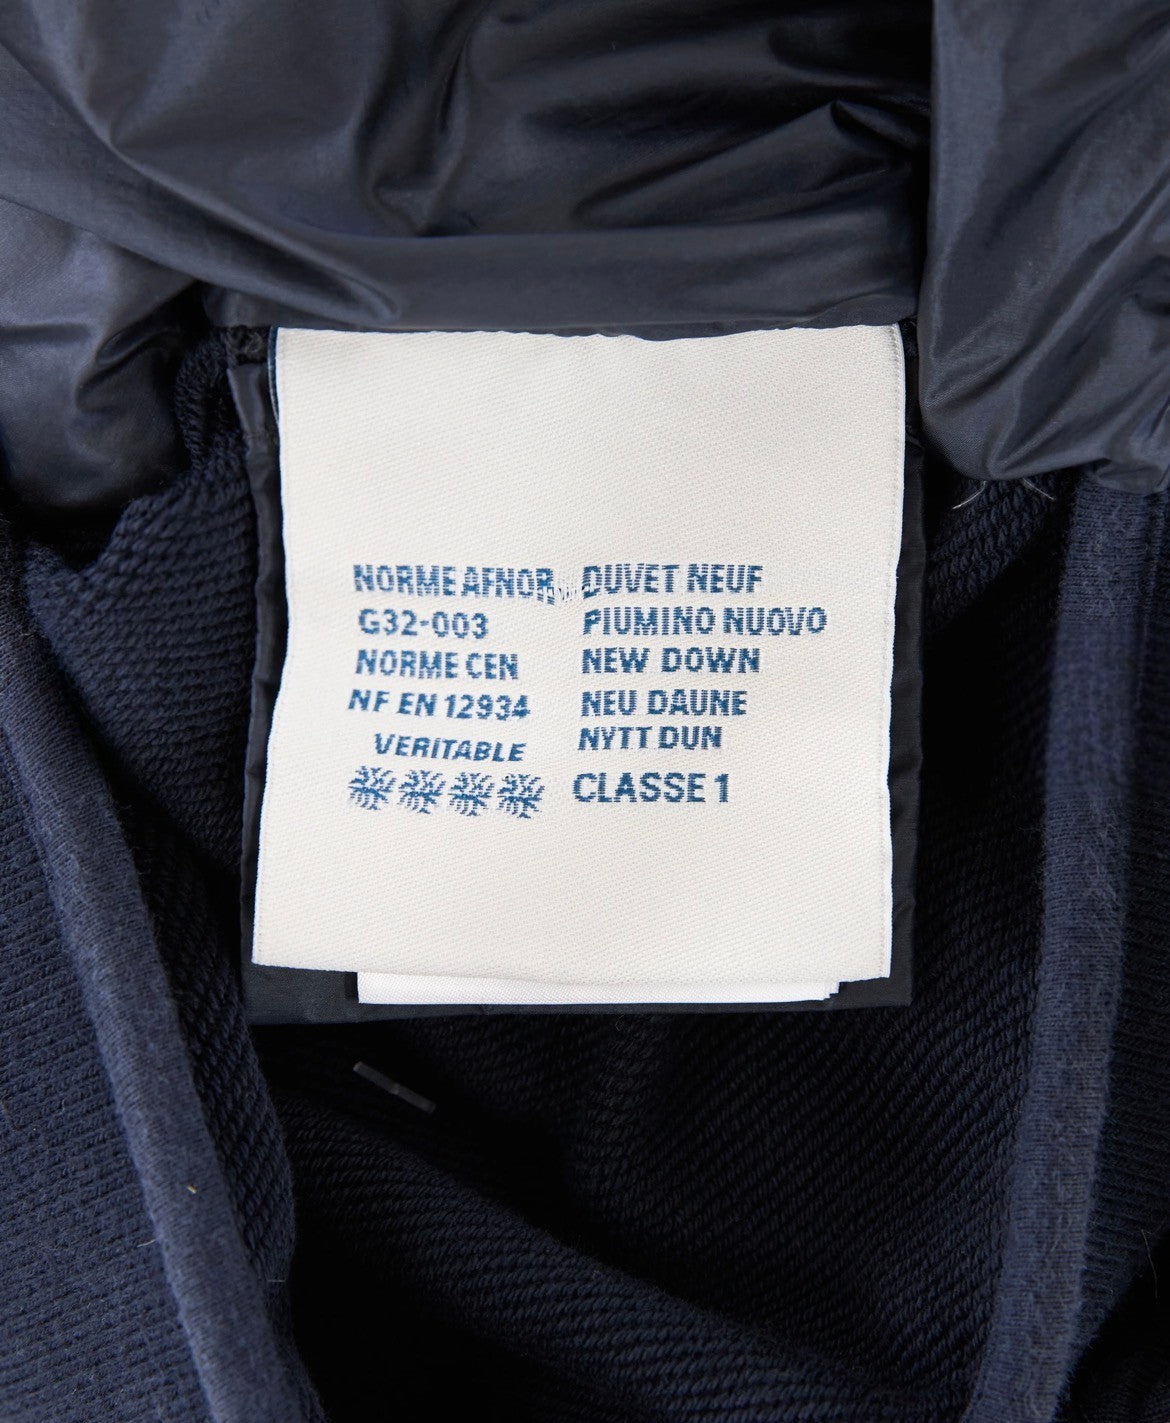 NORME AFNOR
G32-003
NORME CEN
NF EN 12934
VERITABLE
DUVET NEUF
PIUMINO NUOVO
NEW DOWN
NEU DAUNE
NYTT DUN
CLASSE 1